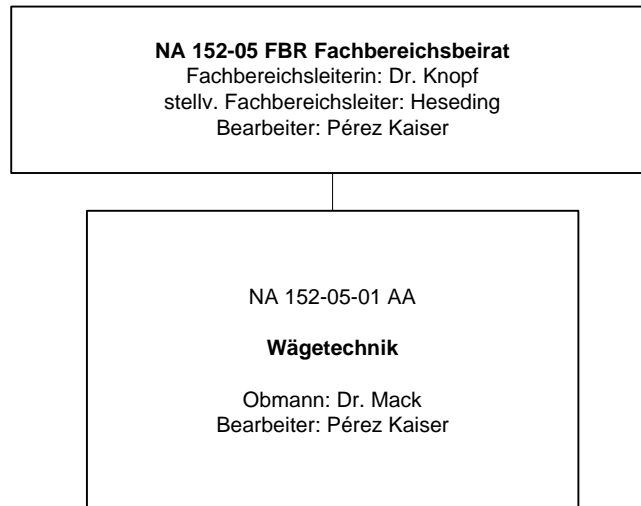 NA 152-05 FBR Fachbereichsbeirat
Fachbereichsleiterin: Dr. Knopf
stellv. Fachbereichsleiter: Heseding
Bearbeiter: Pérez Kaiser
NA 152-05-01 AA
Wägetechnik
Obmann: Dr. Mack
Bearbeiter: Pérez Kaiser